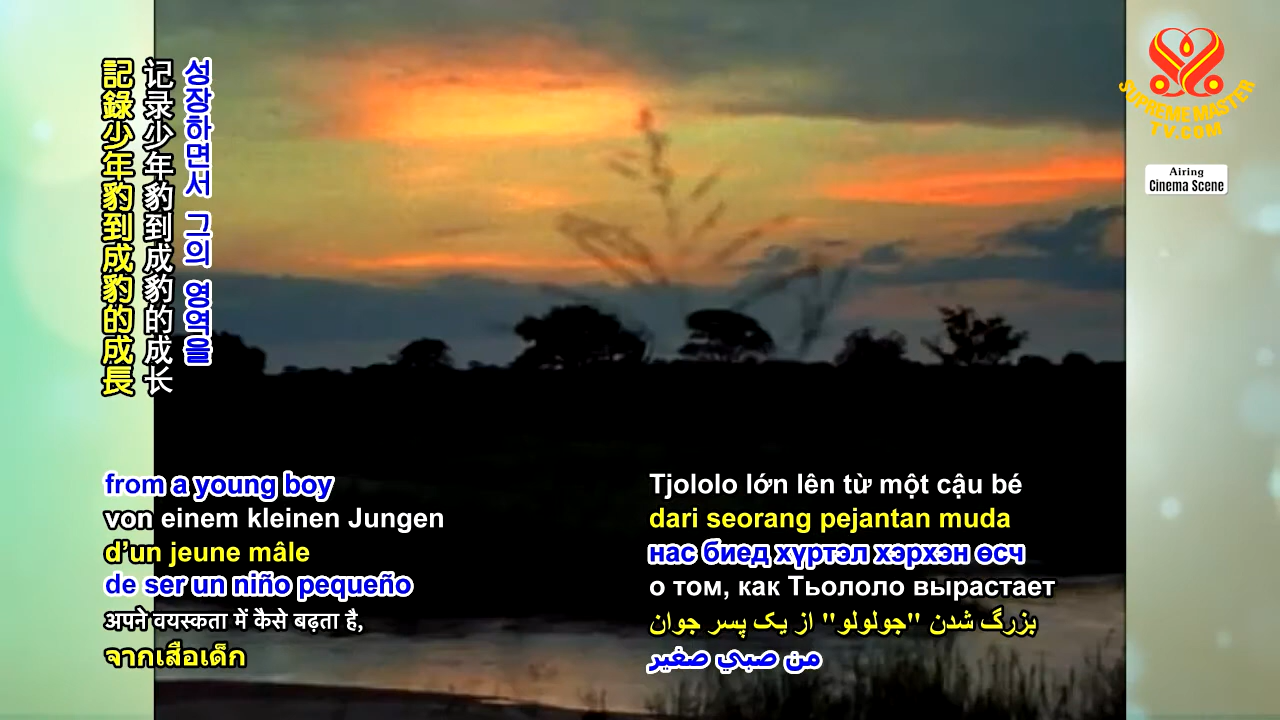 成長하면서 그의 영역을
记录少年豹到成豹的成长
記錄少年豹到成豹的成長
SUPREME MASTER
TV.COM
Airing
Cinema Scene
from a young boy
von einem kleinen Jungen
d’un jeune mâle
de ser un niño pequeño
अपने वयस्कता में कैसे बढ़ता है,
จากเสือเด็ก
Tjololo lớn lên từ một cậu bé
dari seorang pejantan muda
нас биед хүртэл хэрхэн өсч
о том, как Тьололо вырастает
بزرگ شدن "جولولو" از یک پسر جوان
من صبي صغير